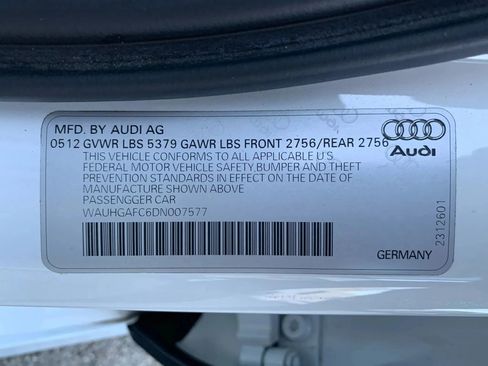 MFD. BY AUDI AG
0512 GVWR LBS 5379 GAWR LBS FRONT 2756/REAR 2756
THIS VEHICLE CONFORMS TO ALL APPLICABLE U.S
FEDERAL MOTOR VEHICLE SAFETY BUMPER AND THEFT
PREVENTION STANDARDS IN EFFECT ON THE DATE OF
MANUFACTURE SHOWN ABOVE
PASSENGGER CAR
WAUHGAFC6DN007577
Audi
2312601